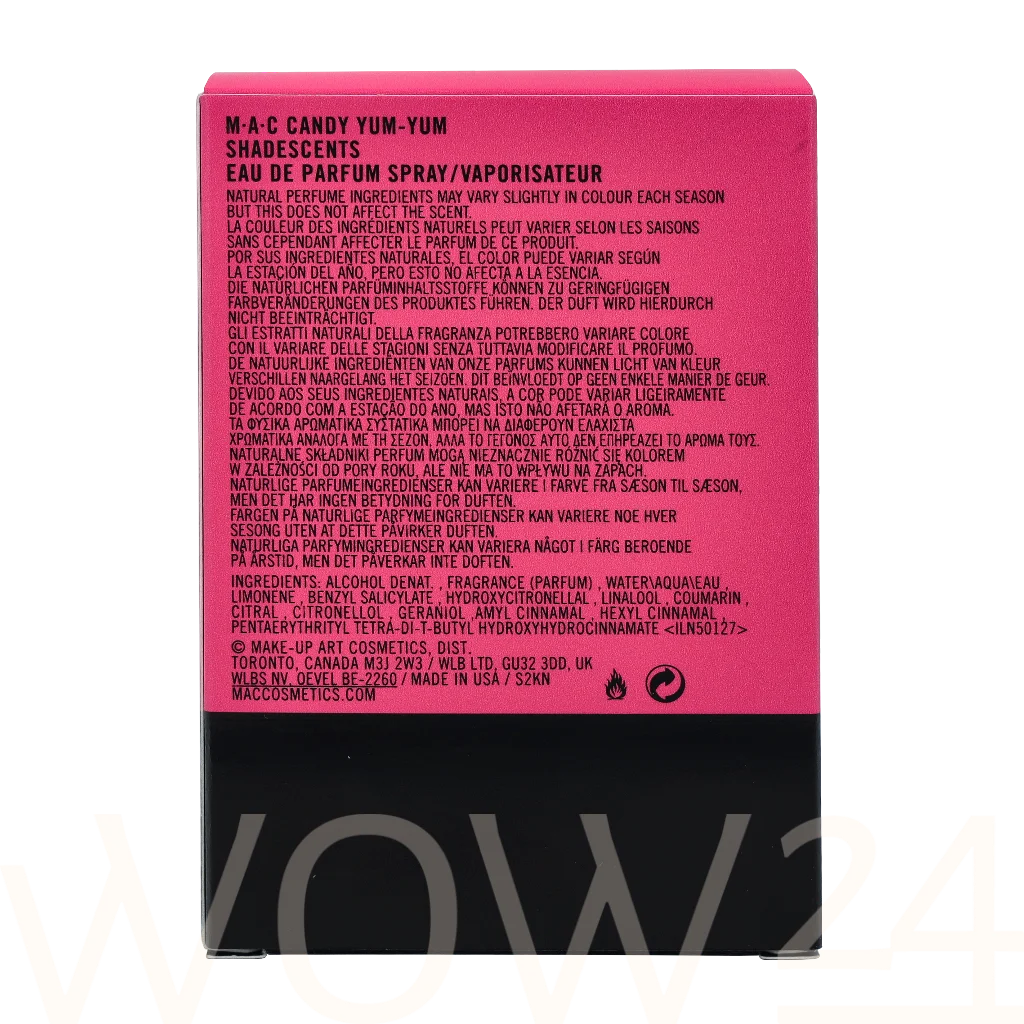 M·A·C CANDY YUM-YUM
SHADESCENTS
EAU DE PARFUM SPRAY/VAPORISATEUR
NATURAL PERFUME INGREDIENTS MAY VARY SLIGHTLY IN COLOUR EACH SEASON
BUT THIS DOES NOT AFFECT THE SCENT.
LA COULEUR DES INGRÉDIENTS NATURELS PEUT VARIER SELON LES SAISONS
SANS CEPENDANT AFFECTER LE PARFUM DE CE PRODUIT.
POR SUS INGREDIENTES NATURALES, EL COLOR PUEDE VARIAR SEGÚN
LA ESTACIÓN DEL AÑO, PERO ESTO NO AFECTA A LA ESENCIA.
DIE NATÜRLICHEN PARFÜMINHALTSSTOFFE KÖNNEN ZU GERINGFÜGIGEN
FARBVERÄNDERUNGEN DES PRODUKTES FÜHREN. DER DUFT WIRD HIERDURCH
NICHT BEEINTRÄCHTIGT.
GLI ESTRATTI NATURALI DELLA FRAGRANZA POTREBBERO VARIARE COLORE
CON IL VARIARE DELLE STAGIONI SENZA TUTTAVIA MODIFICARE IL PROFUMO.
DE NATUURLIJKE INGREDIËNTEN VAN ONZE PARFUMS KUNNEN LICHT VAN KLEUR
VERSCHILLEN NAARGELANG HET SEIZOEN. DIT BEÏNVLOEDT OP GEEN ENKELE MANIER DE GEUR.
DEVIDO AOS SEUS INGREDIENTES NATURAIS, A COR PODE VARIAR LIGEIRAMENTE
DE ACORDO COM A ESTAÇÃO DO ANO, MAS ISTO NÃO AFETARÁ O AROMA.
ΤΑ ΦΥΣΙΚΑ ΑΡΩΜΑΤΙΚΑ ΣΥΣΤΑΤΙΚΑ ΜΠΟΡΕΙ ΝΑ ΔΙΑΦΕΡΟΥΝ ΕΛΑΧΙΣΤΑ
ΧΡΩΜΑΤΙΚΑ ΑΝΑΛΟΓΑ ΜΕ ΤΗ ΣΕΖΟΝ, ΑΛΛΑ ΤΟ ΓΕΓΟΝΟΣ ΑΥΤΟ ΔΕΝ ΕΠΗΡΕΑΖΕΙ ΤΟ ΑΡΩΜΑ ΤΟΥΣ.
NATURALNE SKŁADNIKI PERFUM MOGĄ NIEZNACZNIE RÓŻNIĆ SIĘ KOLOREM
W ZALEŻNOŚCI OD PORY ROKU, ALE NIE MA TO WPŁYWU NA ZAPACH.
NATURLIGE PARFUMEINGREDIENSER KAN VARIERE I FARVE FRA SÆSON TIL SÆSON,
MEN DET HAR INGEN BETYDNING FOR DUFTEN.
FARGEN PÅ NATURLIGE PARFYMEINGREDIENSER KAN VARIERE NOE HVER
SESONG UTEN AT DETTE PÅVIRKER DUFTEN.
NATURLIGA PARFYMINGREDIENSER KAN VARIERA NÅGOT I FÄRG BEROENDE
PÅ ÅRSTID, MEN DET PÅVERKAR INTE DOFTEN.
INGREDIENTS: ALCOHOL DENAT. , FRAGRANCE (PARFUM) , WATER\AQUA\EAU ,
LIMONENE , BENZYL SALICYLATE , HYDROXYCITRONELLAL , LINALOOL , COUMARIN ,
CITRAL , CITRONELLOL , GERANIOL ,AMYL CINNAMAL , HEXYL CINNAMAL ,
PENTAERYTHRITYL TETRA-DI-T-BUTYL HYDROXYHYDROCINNAMATE <ILN50127>
© MAKE-UP ART COSMETICS, DIST.
TORONTO, CANADA M3J 2W3 / WLB LTD, GU32 3DD, UK
WLBS NV, OEVEL BE-2260 / MADE IN USA / S2KN
MACCOSMETICS.COM
WOW24